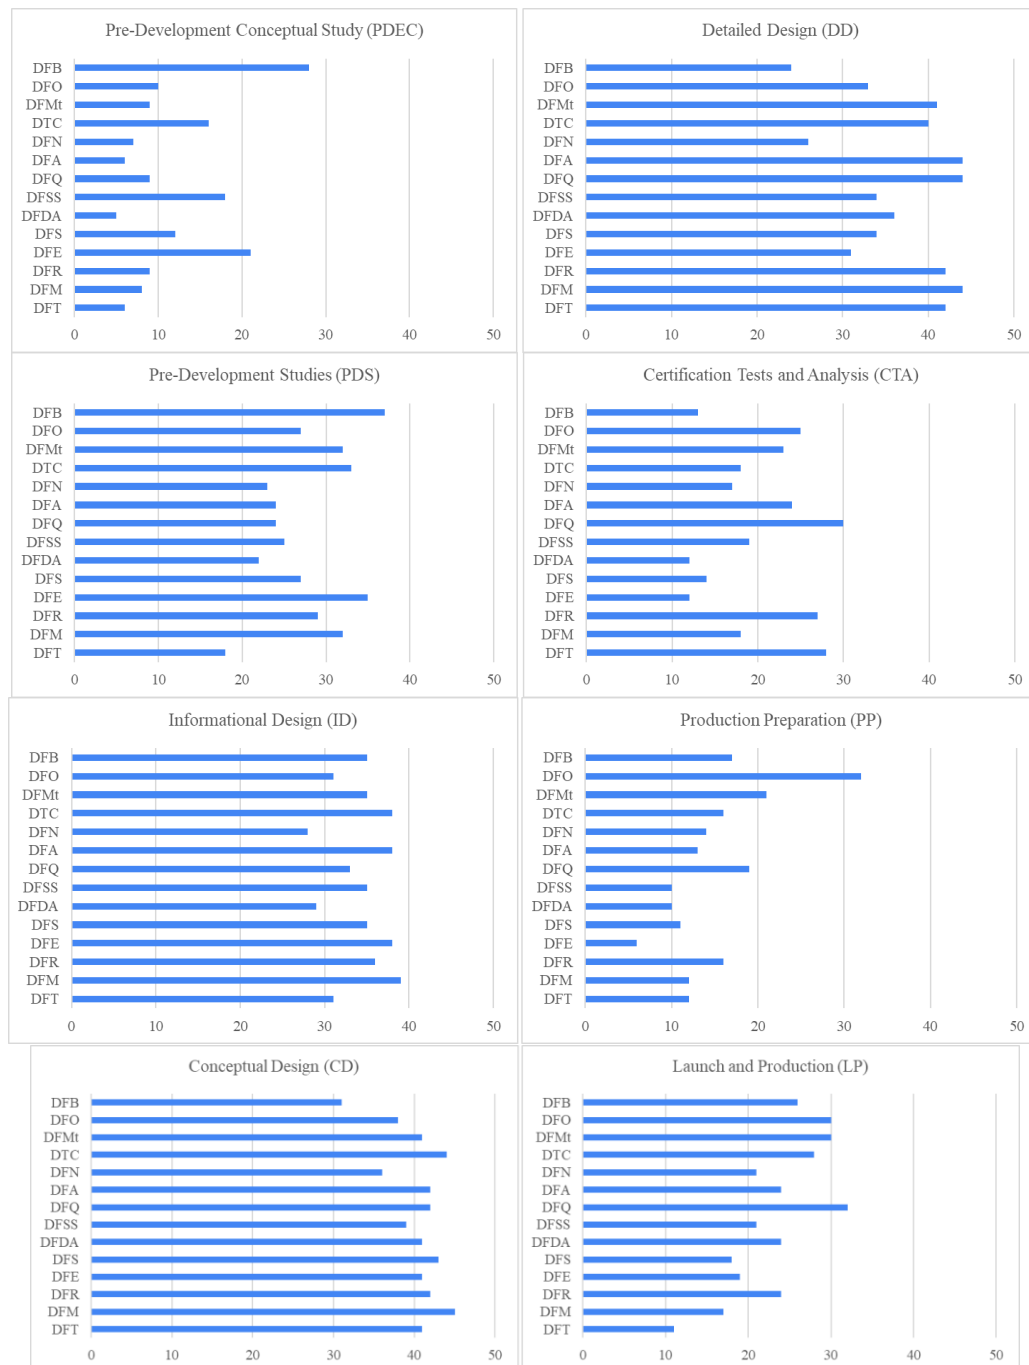 Pre-Development Conceptual Study (PDEC)
DFB
DFO
DFMt
DTC
DFN
DFA
DFQ
DFSS
DFDA
DFS
DFE
DFR
DFM
DFT
0 10 20 30 40 50
Detailed Design (DD)
DFB
DFO
DFMt
DTC
DFN
DFA
DFQ
DFSS
DFDA
DFS
DFE
DFR
DFM
DFT
0 10 20 30 40 50
Pre-Development Studies (PDS)
DFB
DFO
DFMt
DTC
DFN
DFA
DFQ
DFSS
DFDA
DFS
DFE
DFR
DFM
DFT
0 10 20 30 40 50
Certification Tests and Analysis (CTA)
DFB
DFO
DFMt
DTC
DFN
DFA
DFQ
DFSS
DFDA
DFS
DFE
DFR
DFM
DFT
0 10 20 30 40 50
Informational Design (ID)
DFB
DFO
DFMt
DTC
DFN
DFA
DFQ
DFSS
DFDA
DFS
DFE
DFR
DFM
DFT
0 10 20 30 40 50
Production Preparation (PP)
DFB
DFO
DFMt
DTC
DFN
DFA
DFQ
DFSS
DFDA
DFS
DFE
DFR
DFM
DFT
0 10 20 30 40 50
Conceptual Design (CD)
DFB
DFO
DFMt
DTC
DFN
DFA
DFQ
DFSS
DFDA
DFS
DFE
DFR
DFM
DFT
0 10 20 30 40 50
Launch and Production (LP)
DFB
DFO
DFMt
DTC
DFN
DFA
DFQ
DFSS
DFDA
DFS
DFE
DFR
DFM
DFT
0 10 20 30 40 50